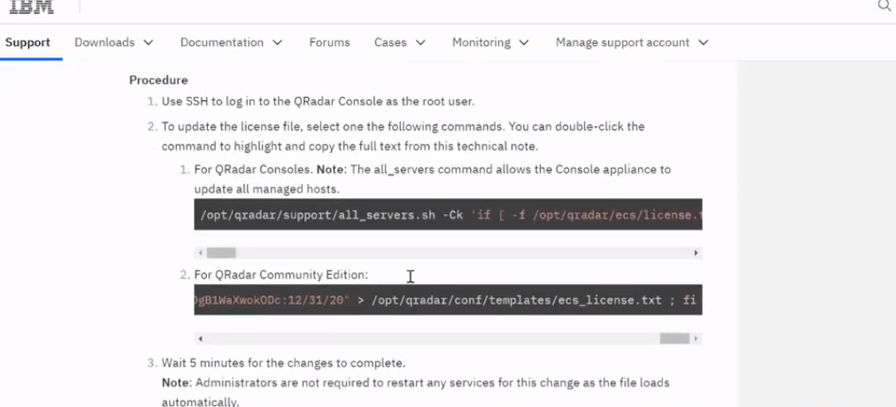 IBM
Support Downloads Documentation Forums Cases Monitoring Manage support account
Procedure
1. Use SSH to log in to the QRadar Console as the root user.
2. To update the license file, select one the following commands. You can double-click the
command to highlight and copy the full text from this technical note.
1. For QRadar Consoles. Note: The all_servers command allows the Console appliance to
update all managed hosts.
/opt/qradar/support/all_servers.sh -Ck 'if [ -f /opt/qradar/ecs/license.t
2. For QRadar Community Edition:
gB1WaXwokODc:12/31/20" > /opt/qradar/conf/templates/ecs_license.txt ; fi
3. Wait 5 minutes for the changes to complete.
Note: Administrators are not required to restart any services for this change as the file loads
automatically.